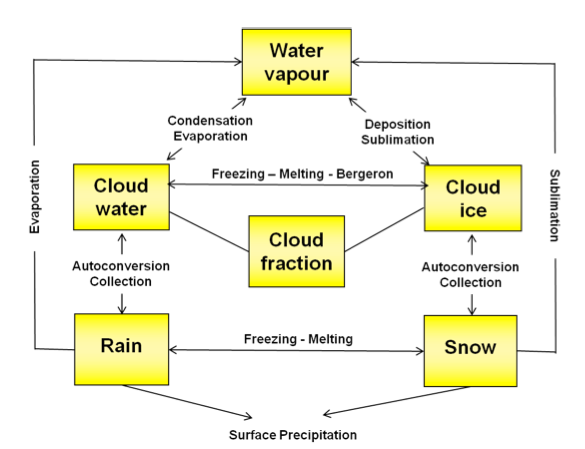 Water
vapour
Condensation
Evaporation
Deposition
Sublimation
Evaporation
Cloud
water
Freezing – Melting - Bergeron
Cloud
ice
Sublimation
Cloud
fraction
Autoconversion
Collection
Autoconversion
Collection
Rain
Freezing - Melting
Snow
Surface Precipitation